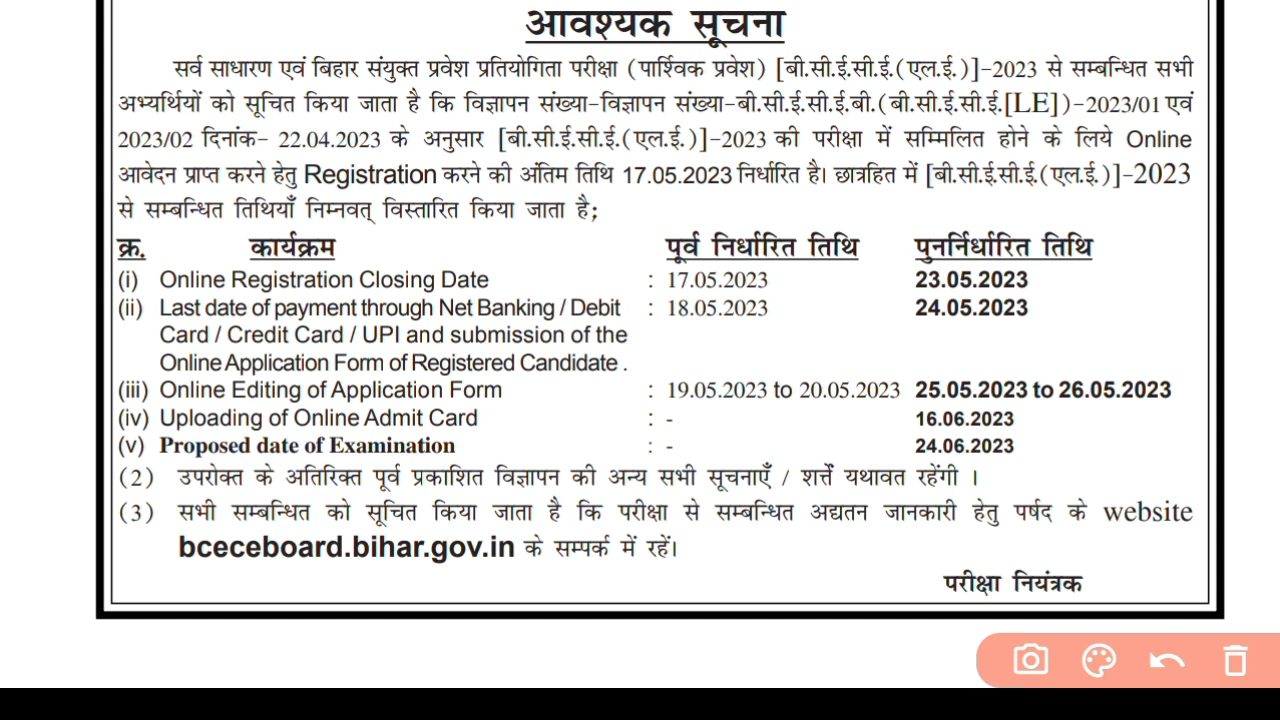 आवश्यक सूचना
सर्व साधारण एवं बिहार संयुक्त प्रवेश प्रतियोगिता परीक्षा (पार्श्विक प्रवेश) [बी.सी.ई.सी.ई.(एल.ई.)]-2023 से सम्बन्धित सभी
अभ्यर्थियों को सूचित किया जाता है कि विज्ञापन संख्या-विज्ञापन संख्या-बी.सी.ई.सी.ई.बी.(बी.सी.ई.सी.ई.[LE])-2023/01 एवं
2023/02 दिनांक- 22.04.2023 के अनुसार [बी.सी.ई.सी.ई.(एल.ई.)]-2023 की परीक्षा में सम्मिलित होने के लिये Online
आवेदन प्राप्त करने हेतु Registration करने की अंतिम तिथि 17.05.2023 निर्धारित है। छात्रहित में [बी.सी.ई.सी.ई.(एल.ई.)]-2023
से सम्बन्धित तिथियाँ निम्नवत् विस्तारित किया जाता है;
क्र. कार्यक्रम पूर्व निर्धारित तिथि पुनर्निर्धारित तिथि
(i) Online Registration Closing Date : 17.05.2023 23.05.2023
(ii) Last date of payment through Net Banking / Debit : 18.05.2023 24.05.2023
Card / Credit Card / UPI and submission of the
Online Application Form of Registered Candidate .
(iii) Online Editing of Application Form : 19.05.2023 to 20.05.2023 25.05.2023 to 26.05.2023
(iv) Uploading of Online Admit Card : - 16.06.2023
(v) Proposed date of Examination : - 24.06.2023
(2) उपरोक्त के अतिरिक्त पूर्व प्रकाशित विज्ञापन की अन्य सभी सूचनाएँ / शर्त्तें यथावत रहेंगी ।
(3) सभी सम्बन्धित को सूचित किया जाता है कि परीक्षा से सम्बन्धित अद्यतन जानकारी हेतु पर्षद के website
bceceboard.bihar.gov.in के सम्पर्क में रहें।
परीक्षा नियंत्रक